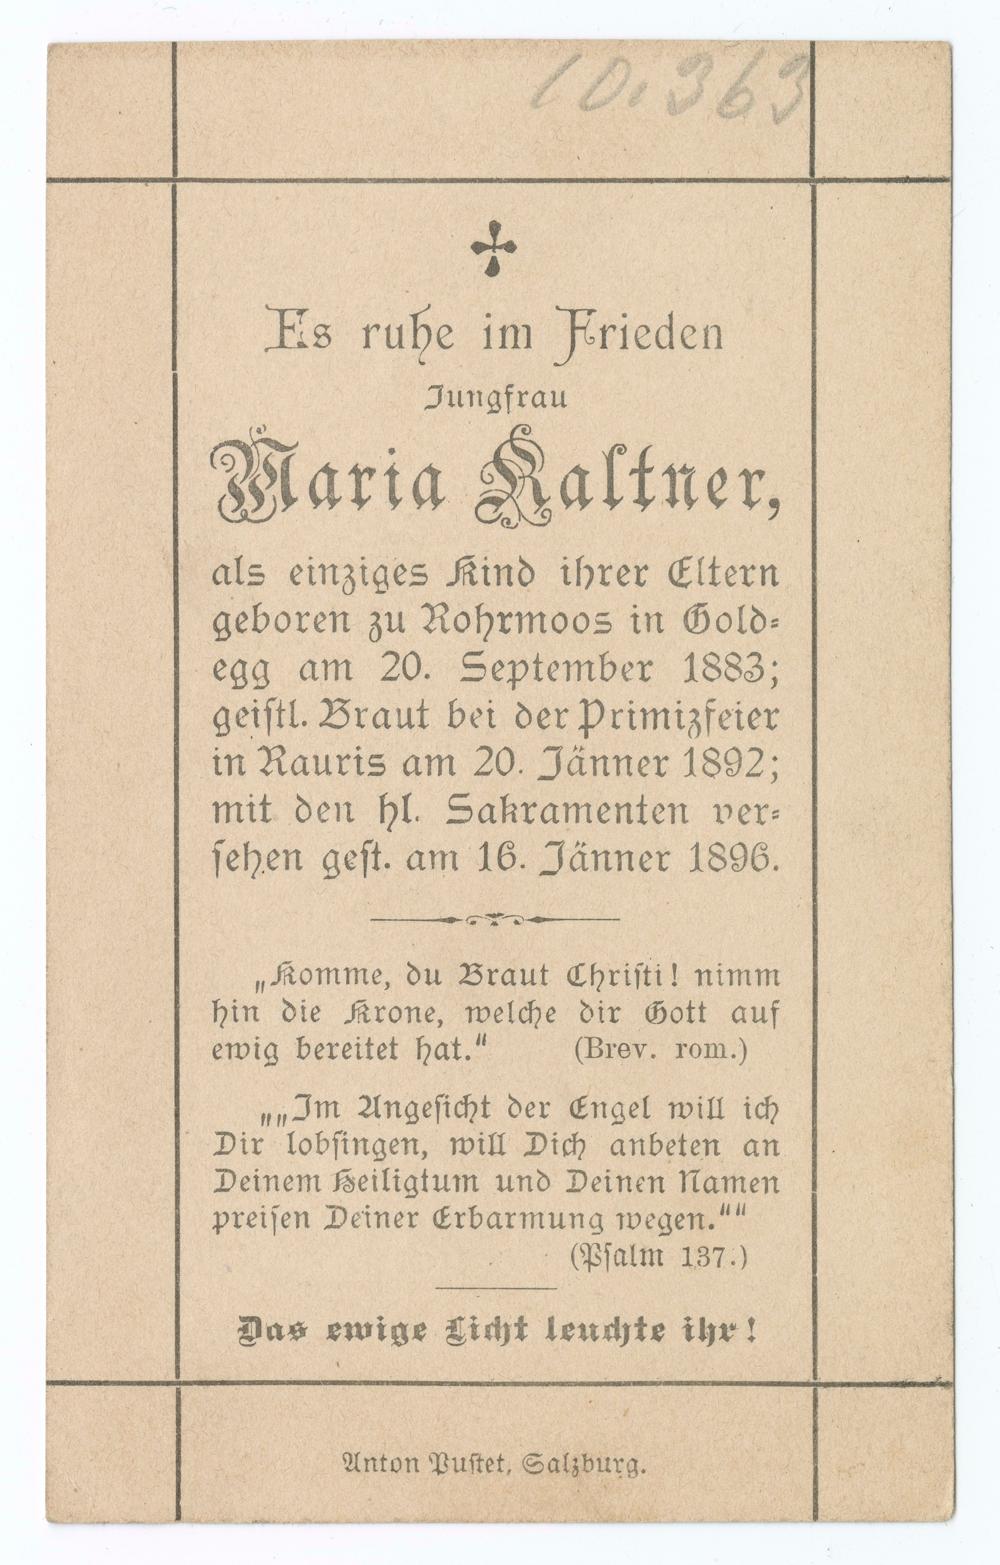 10.363
Es ruhe im Frieden
Jungfrau
Maria Kaltner,
als einziges Kind ihrer Eltern
geboren zu Rohrmoos in Gold-
egg am 20. September 1883;
geistl. Braut bei der Primizfeier
in Rauris am 20. Jänner 1892;
mit den hl. Sakramenten ver-
sehen gest. am 16. Jänner 1896.
„Komme, du Braut Christi! nimm
hin die Krone, welche dir Gott auf
ewig bereitet hat.“ (Brev. rom.)
„„Im Angesicht der Engel will ich
Dir lobsingen, will Dich anbeten an
Deinem Heiligtum und Deinen Namen
preisen Deiner Erbarmung wegen.““
(Psalm 137.)
Das ewige Licht leuchte ihr!
Anton Pustet, Salzburg.